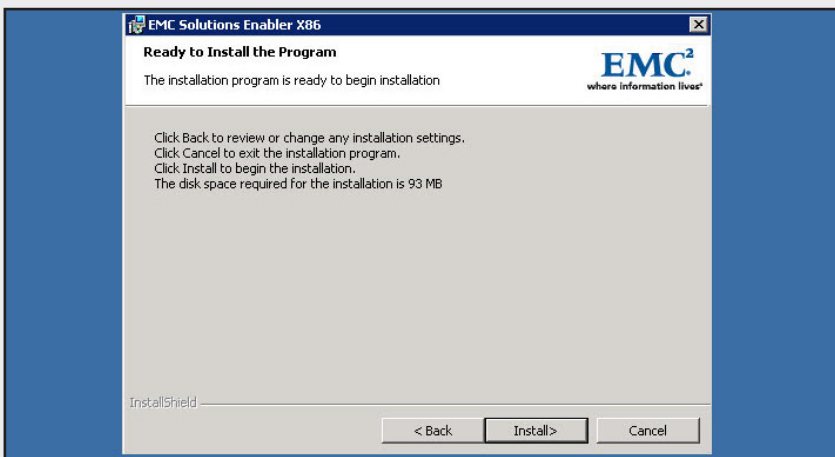 EMC Solutions Enabler X86
Ready to Install the Program
The installation program is ready to begin installation
EMC²
where information lives®
Click Back to review or change any installation settings.
Click Cancel to exit the installation program.
Click Install to begin the installation.
The disk space required for the installation is 93 MB
InstallShield
< Back
Install>
Cancel